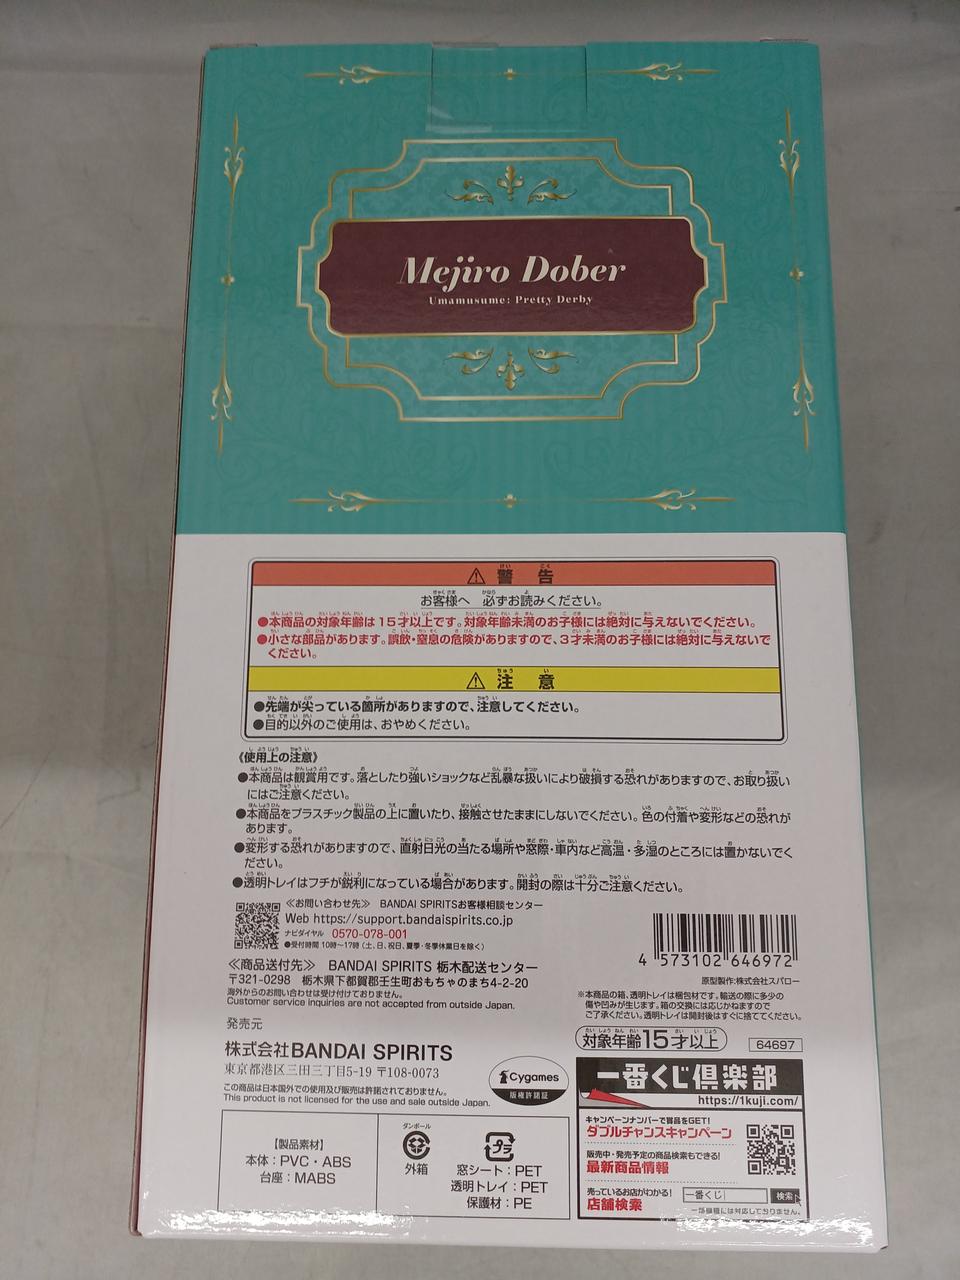 Mejiro Dober
Umamusume: Pretty Derby
⚠ 警告
お客様へ 必ずお読みください。
●本商品の対象年齢は15才以上です。対象年齢未満のお子様には絶対に与えないでください。
●小さな部品があります。誤飲・窒息の危険がありますので、3才未満のお子様には絶対に与えないで
ください。
⚠ 注意
●先端が尖っている箇所がありますので、注意してください。
●目的以外のご使用は、おやめください。
《使用上の注意》
●本商品は観賞用です。落としたり強いショックなど乱暴な扱いにより破損する恐れがありますので、お取り扱い
にはご注意ください。
●本商品をプラスチック製品の上に置いたり、接触させたままにしないでください。色の付着や変形などの恐れが
あります。
●変形する恐れがありますので、直射日光の当たる場所や窓際・車内など高温・多湿のところには置かないでく
ださい。
●透明トレイはフチが鋭利になっている場合があります。開封の際は十分ご注意ください。
≪お問い合わせ先≫ BANDAI SPIRITSお客様相談センター
Web https://support.bandaispirits.co.jp
ナビダイヤル 0570-078-001
●受付時間 10時〜17時(土、日、祝日、夏季・冬季休業日を除く)
≪商品送付先≫ BANDAI SPIRITS 栃木配送センター
〒321-0298 栃木県下都賀郡壬生町おもちゃのまち4-2-20
海外からのお問い合わせは受け付けておりません。
Customer service inquiries are not accepted from outside Japan.
4 573102 646972
原型製作:株式会社スパロー
※本商品の箱、透明トレイは梱包材です。輸送の際に多少の
傷や凹みが生じます。箱の交換には応じかねますので
ご了承ください。透明トレイは開封後はすぐに捨ててください。
対象年齢15才以上
64697
発売元
株式会社BANDAI SPIRITS
東京都港区三田三丁目5-19 〒108-0073
この商品は日本国外での使用及び販売は許諾されておりません。
This product is not licensed for the use and sale outside Japan.
Cygames
版権許諾証
【製品素材】
本体:PVC・ABS
台座:MABS
ダンボール
外箱
プラ
窓シート:PET
透明トレイ:PET
保護材:PE
一番くじ倶楽部
https://1kuji.com/
キャンペーンナンバーで賞品をGET!
ダブルチャンスキャンペーン
販売中・発売予定の商品検索もできる!
最新商品情報
売っているお店がわかる!
店舗検索
一番くじ 検索
一部機種には対応しておりません。